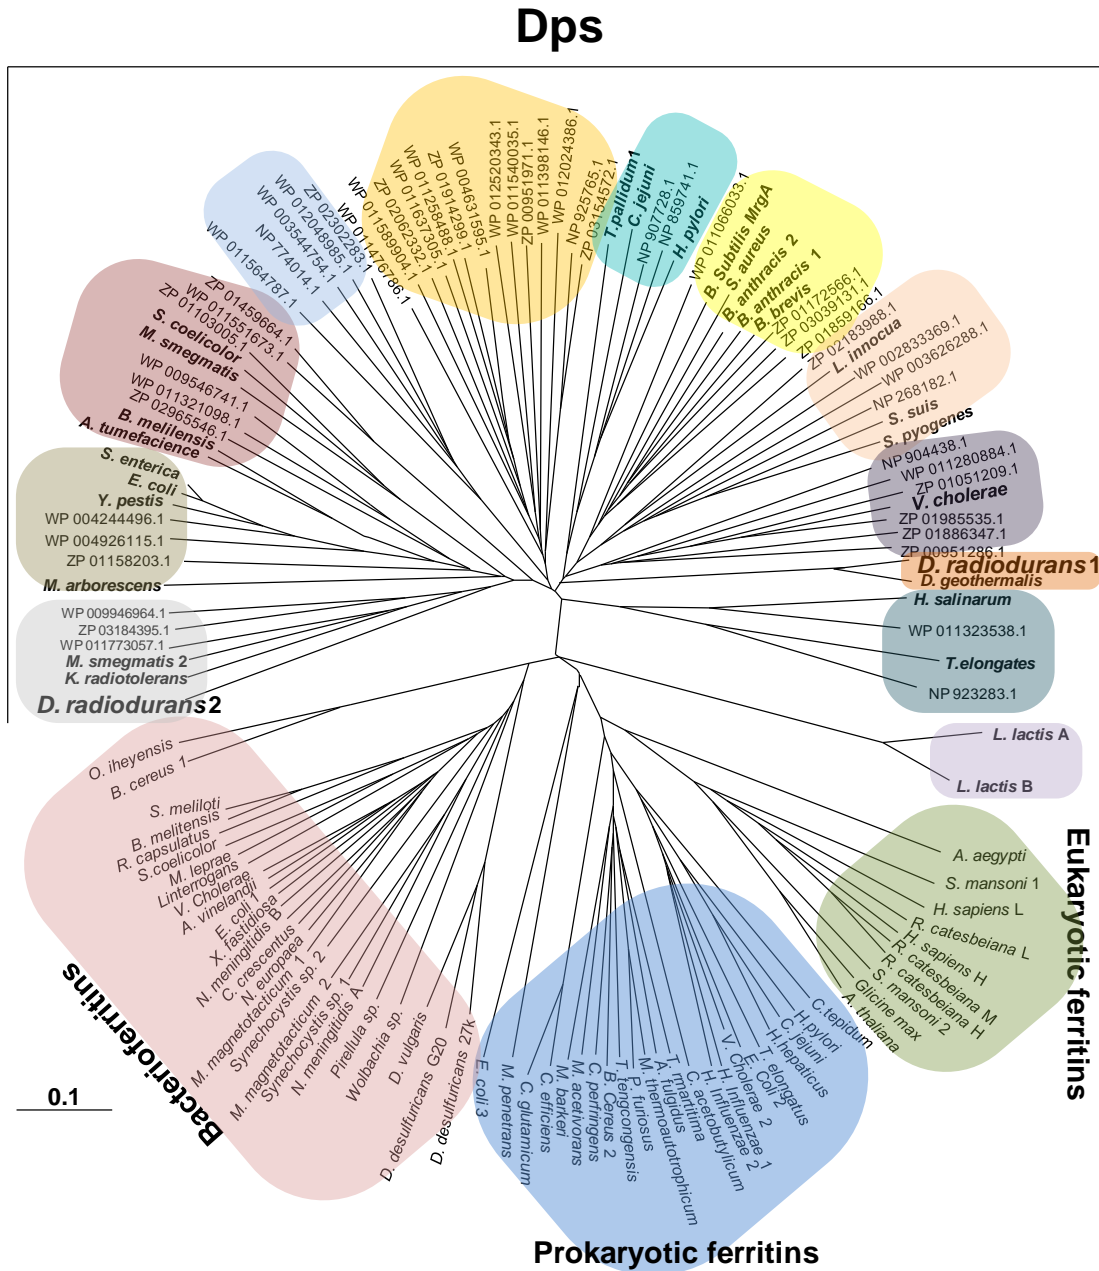 Dps
WP 012520343.1
WP 011540035.1
ZP 00951971.1
WP 011398146.1
WP 012024386.1
NP 925765.1
ZP 03154572.1
WP 004631595.1
ZP 01914299.1
WP 011258488.1
WP 011637305.1
ZP 02062332.1
WP 011589904.1
WP 011476786.1
ZP 02302283.1
WP 012048985.1
WP 003544754.1
NP 774014.1
WP 011564787.1
T.pallidum1
C. jejuni
NP 907728.1
NP 859741.1
H. pylori
WP 011066033.1
B. Subtilis MrgA
S. aureus
B. anthracis 2
B. anthracis 1
B. brevis
ZP 01172566.1
ZP 03039131.1
ZP 01859166.1
ZP 02183988.1
L. innocua
WP 002833369.1
WP 003626288.1
NP 268182.1
S. suis
S. pyogenes
NP 904438.1
WP 011280884.1
ZP 01051209.1
V. cholerae
ZP 01985535.1
ZP 01886347.1
ZP 00951286.1
D. radiodurans 1
D. geothermalis
H. salinarum
WP 011323538.1
T.elongates
NP 923283.1
ZP 01459664.1
WP 011551673.1
ZP 01103005.1
S. coelicolor
M. smegmatis
WP 009546741.1
WP 011321098.1
ZP 02965546.1
B. melilensis
A. tumefacience
S. enterica
E. coli
Y. pestis
WP 004244496.1
WP 004926115.1
ZP 01158203.1
M. arborescens
WP 009946964.1
ZP 03184395.1
WP 011773057.1
M. smegmatis 2
K. radiotolerans
D. radiodurans 2
L. lactis A
L. lactis B
O. iheyensis
B. cereus 1
S. meliloti
B. melitensis
R. capsulatus
S.coelicolor
M. leprae
Linterrogans
V. Cholerae
A. vinelandii
E. coli 1
X. fastidiosa
N. meningitidis B
C. crescentus
N. europaea
M. magnetotacticum 1
Synechocystis sp. 2
M. magnetotacticum 2
Synechocystis sp. 1
N. meningitidis A
Pirellula sp.
Wolbachia sp.
D. vulgaris
D. desulfuricans G20
D. desulfuricans 27k
Bacterioferritins
0.1
E. coli 3
M. penetrans
C. glutamicum
C. efficiens
M. barkeri
M. acetivorans
C. perfringens
B. Cereus 2
T. tengcongensis
P. furiosus
M. thermoautotrophicum
A. fulgidus
T. rmaritima
C. acetobutylicum
H. Influenzae 2
H. Influenzae 1
V. Cholerae 2
E. Coli 2
T. elongatus
H.hepaticus
C. jejuni
H.pylori
C.tepidum
Prokaryotic ferritins
A. aegypti
S. mansoni 1
H. sapiens L
R. catesbeiana L
H. sapiens H
R. catesbeiana M
R. catesbeiana H
S. mansoni 2
Glicine max
A. thaliana
Eukaryotic ferritins